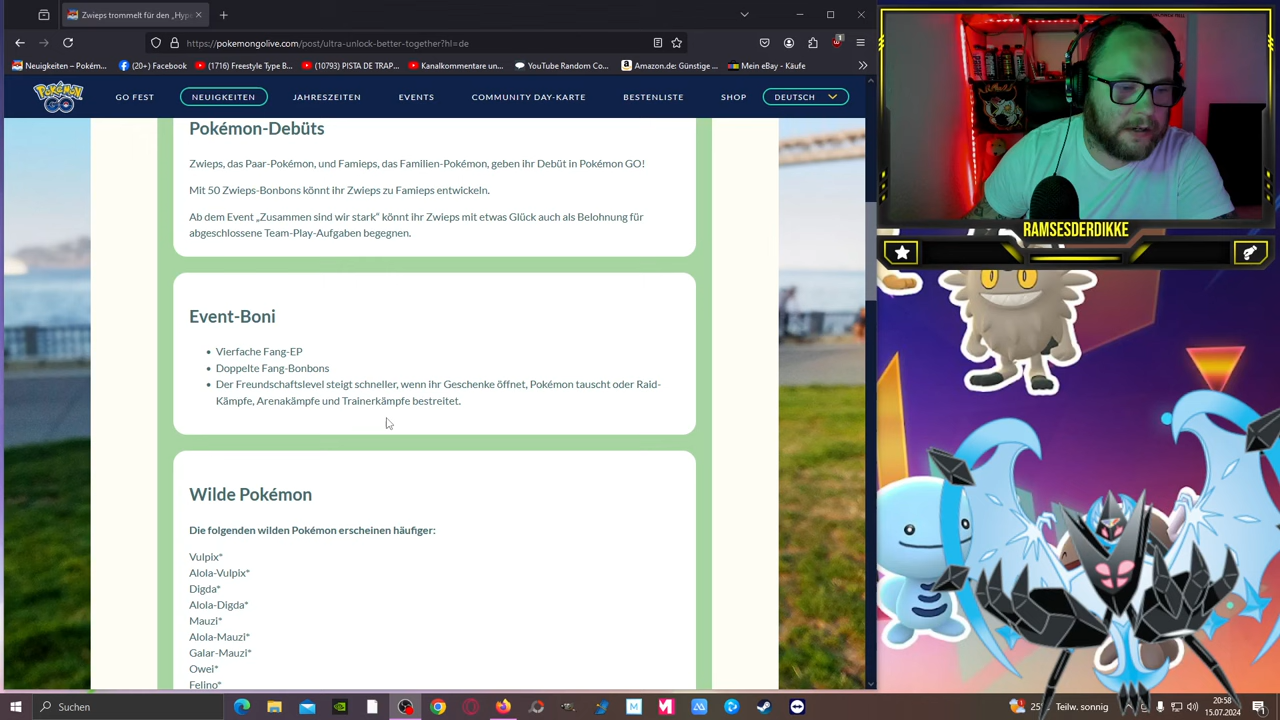 Zwieps trommelt den „H
https://pokemongolive.com/post/ultra-unlock-better-together?hl=de
Neuigkeiten – Pokém...
(20+) Facebook
(1716) Freestyle Typ...
(10793) PISTA DE TRAP...
Kanalkommentare un...
YouTube Random Co...
Amazon.de: Günstige ...
Mein eBay - Käufe
POKÉMON GO
GO FEST
NEUIGKEITEN
JAHRESZEITEN
EVENTS
COMMUNITY DAY-KARTE
BESTENLISTE
SHOP
DEUTSCH
Pokémon-Debüts
Zwieps, das Paar-Pokémon, und Famieps, das Familien-Pokémon, geben ihr Debüt in Pokémon GO!
Mit 50 Zwieps-Bonbons könnt ihr Zwieps zu Famieps entwickeln.
Ab dem Event „Zusammen sind wir stark“ könnt ihr Zwieps mit etwas Glück auch als Belohnung für
abgeschlossene Team-Play-Aufgaben begegnen.
Event-Boni
• Vierfache Fang-EP
• Doppelte Fang-Bonbons
• Der Freundschaftslevel steigt schneller, wenn ihr Geschenke öffnet, Pokémon tauscht oder Raid-
Kämpfe, Arenakämpfe und Trainerkämpfe bestreitet.
Wilde Pokémon
Die folgenden wilden Pokémon erscheinen häufiger:
Vulpix*
Alola-Vulpix*
Digda*
Alola-Digda*
Mauzi*
Alola-Mauzi*
Galar-Mauzi*
Owei*
Felino*
RAMSESDERDIKKE
Suchen
Teilw. sonnig
20:58
15.07.2024